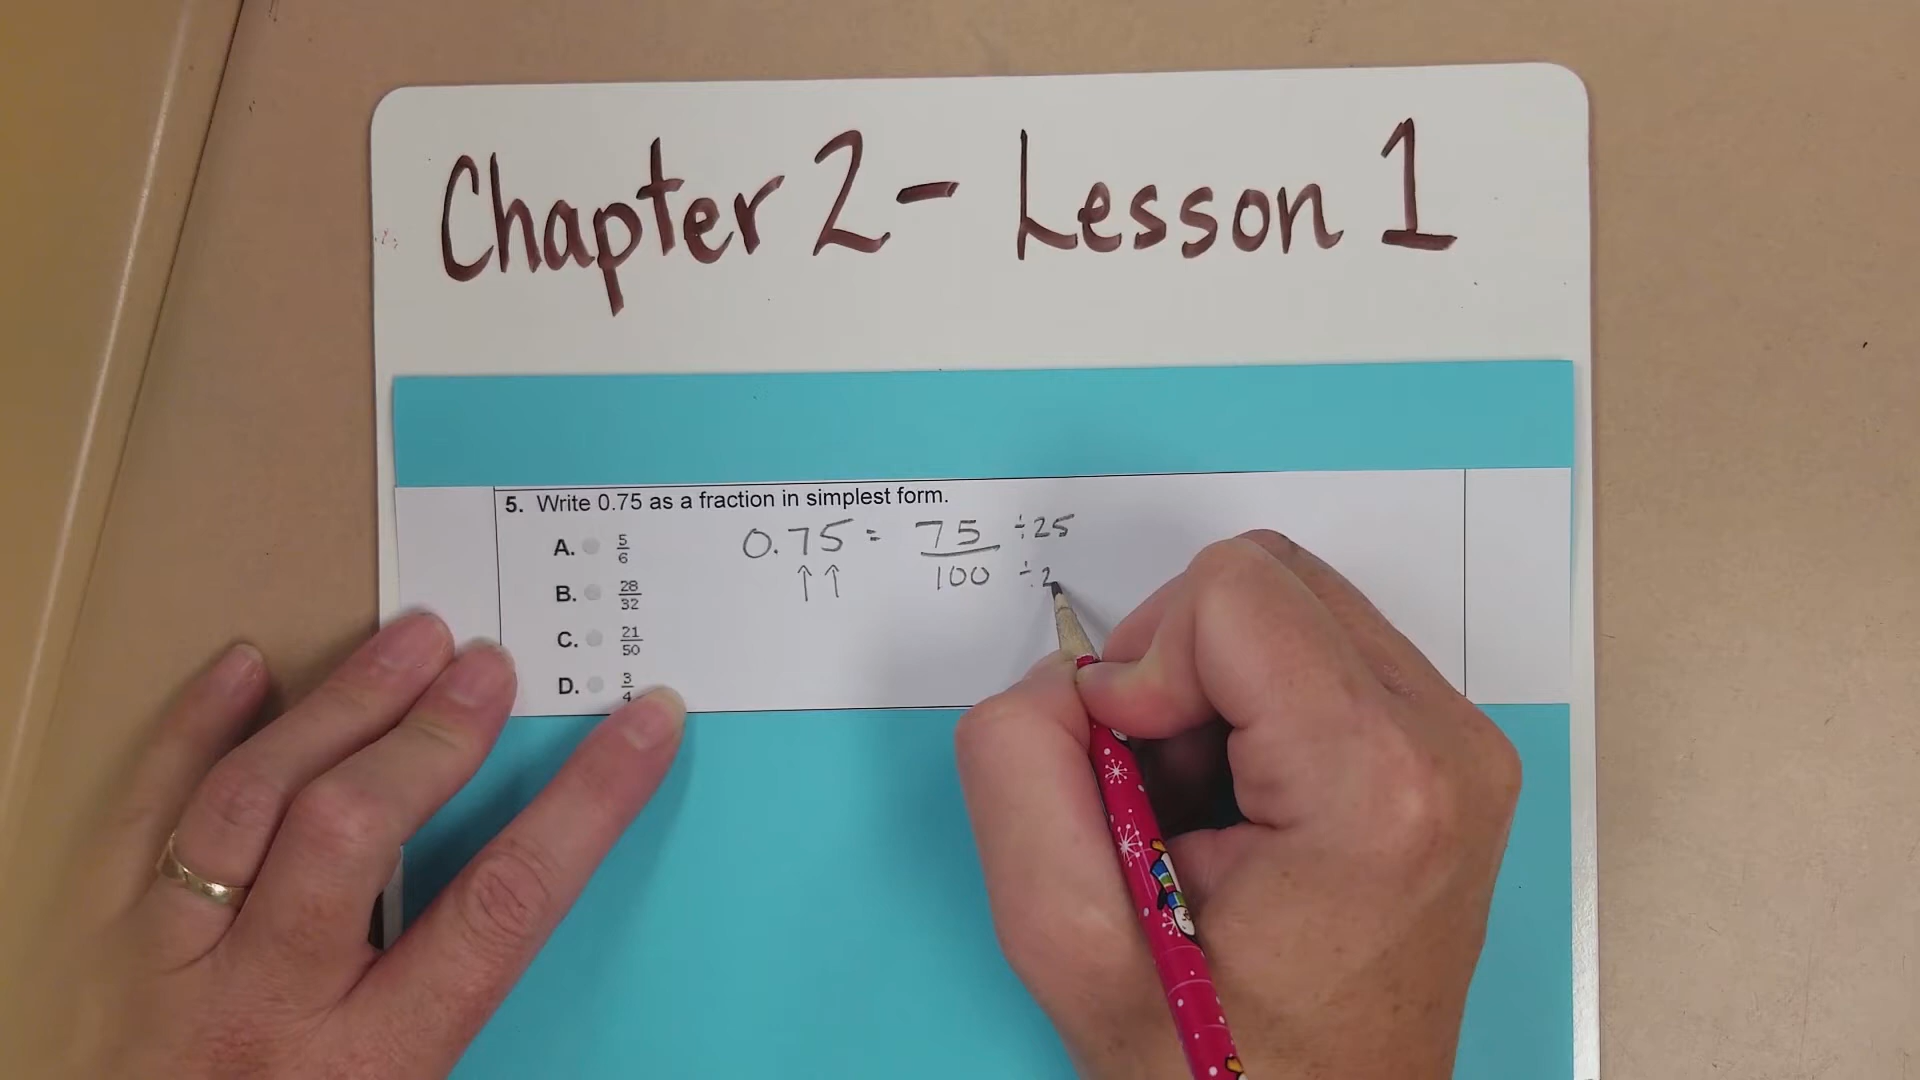 Chapter 2 - Lesson 1
5. Write 0.75 as a fraction in simplest form.
A. 5/6
B. 28/32
C. 21/50
D. 3/4
0.75 = 75/100 ÷25
÷2
↑↑